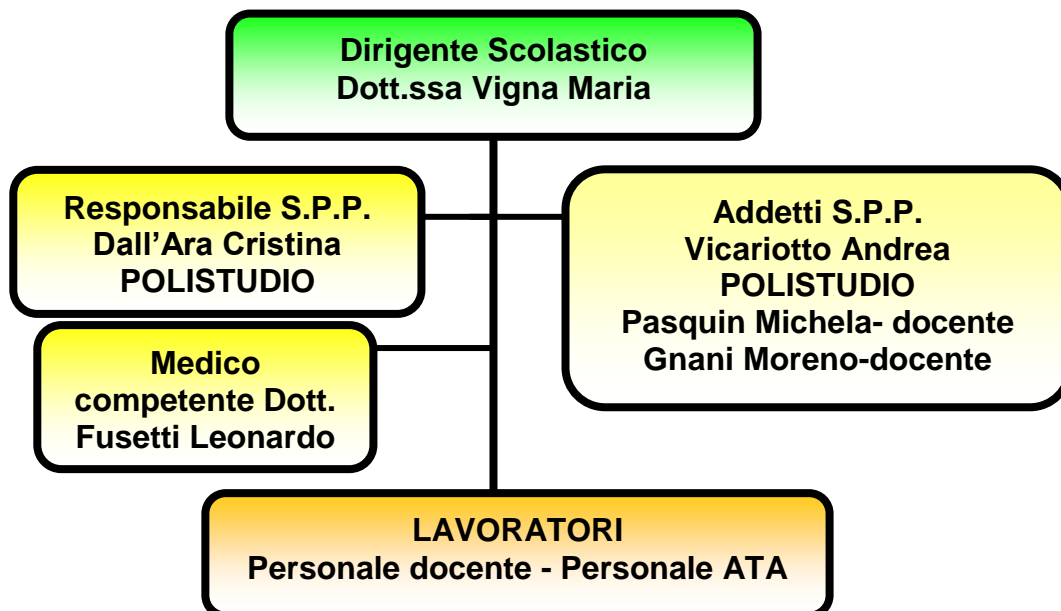 Dirigente Scolastico
Dott.ssa Vigna Maria
Responsabile S.P.P.
Dall’Ara Cristina
POLISTUDIO
Addetti S.P.P.
Vicariotto Andrea
POLISTUDIO
Pasquin Michela- docente
Gnani Moreno-docente
Medico
competente Dott.
Fusetti Leonardo
LAVORATORI
Personale docente - Personale ATA